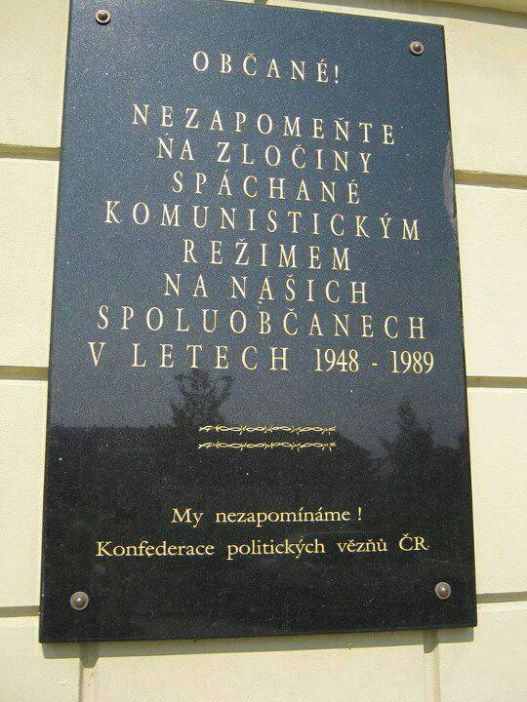 OBČANÉ!
NEZAPOMEŇTE
NA ZLOČINY
SPÁCHANÉ
KOMUNISTICKÝM
REŽIMEM
NA NAŠICH
SPOLUOBČANECH
V LETECH 1948 - 1989
My nezapomínáme !
Konfederace politických vězňů ČR